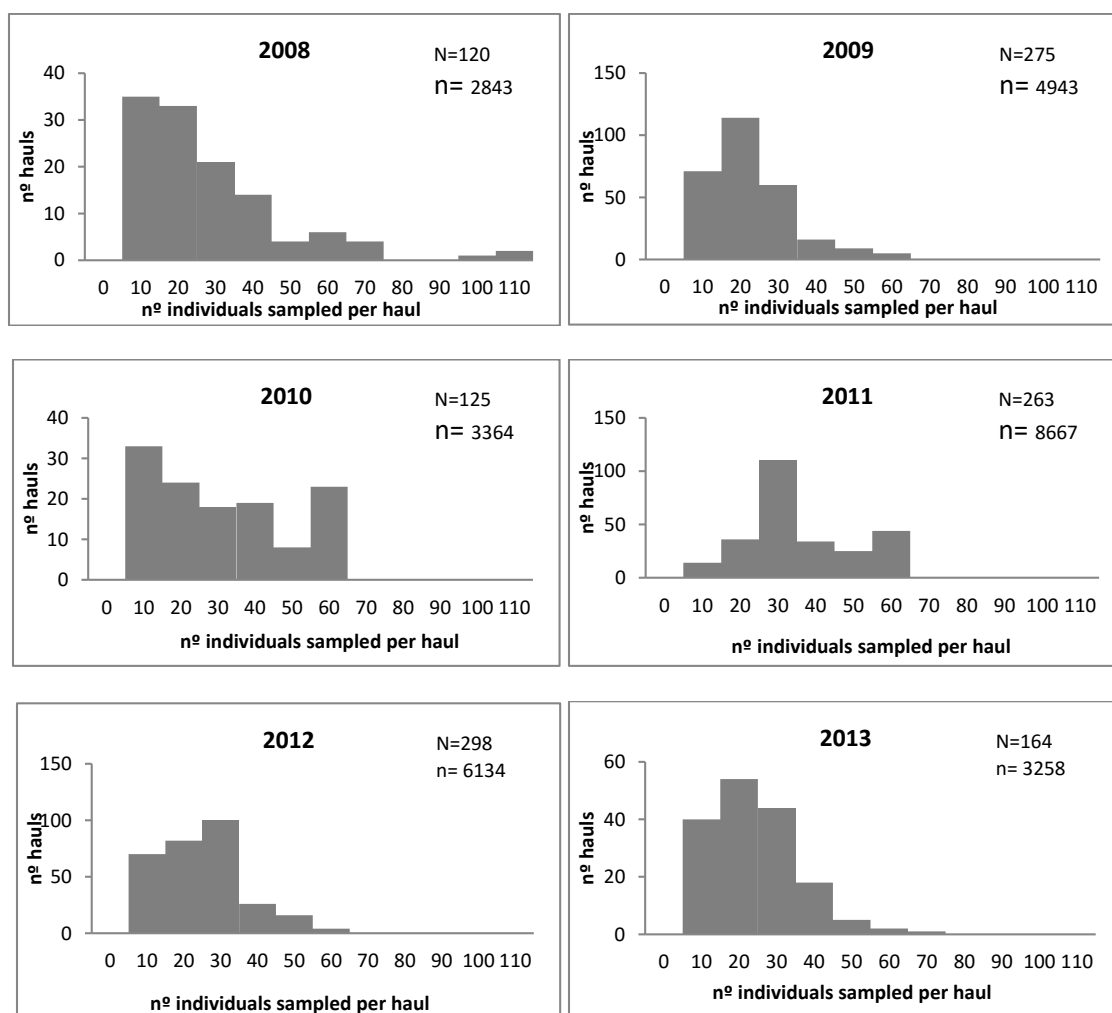 2008
N=120
n= 2843
40
30
20
10
0
nº hauls
0 10 20 30 40 50 60 70 80 90 100 110
nº individuals sampled per haul
2009
N=275
n= 4943
150
100
50
0
nº hauls
0 10 20 30 40 50 60 70 80 90 100 110
nº individuals sampled per haul
2010
N=125
n= 3364
40
30
20
10
0
nº hauls
0 10 20 30 40 50 60 70 80 90 100 110
nº individuals sampled per haul
2011
N=263
n= 8667
150
100
50
0
nº hauls
0 10 20 30 40 50 60 70 80 90 100 110
nº individuals sampled per haul
2012
N=298
n= 6134
150
100
50
0
nº hauls
0 10 20 30 40 50 60 70 80 90 100 110
nº individuals sampled per haul
2013
N=164
n= 3258
60
40
20
0
nº hauls
0 10 20 30 40 50 60 70 80 90 100 110
nº individuals sampled per haul